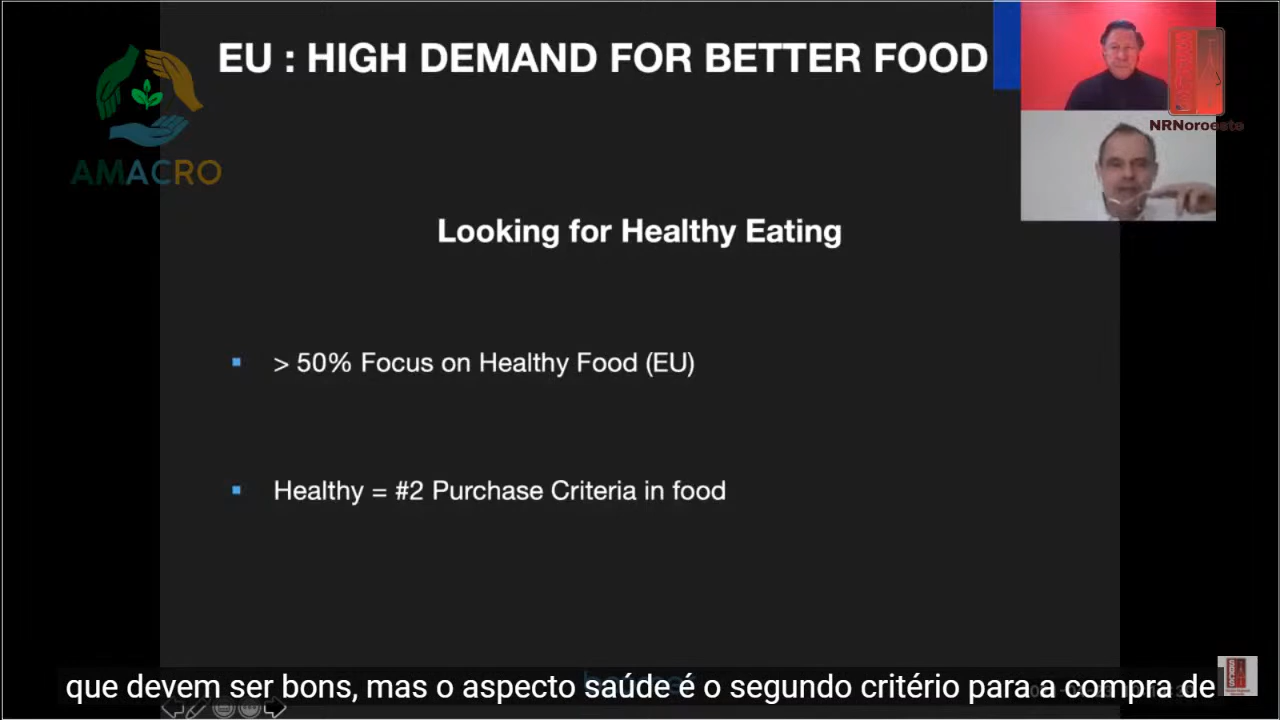 EU : HIGH DEMAND FOR BETTER FOOD
AMACRO
NRNoroeste
Looking for Healthy Eating
> 50% Focus on Healthy Food (EU)
Healthy = #2 Purchase Criteria in food
que devem ser bons, mas o aspecto saúde é o segundo critério para a compra de